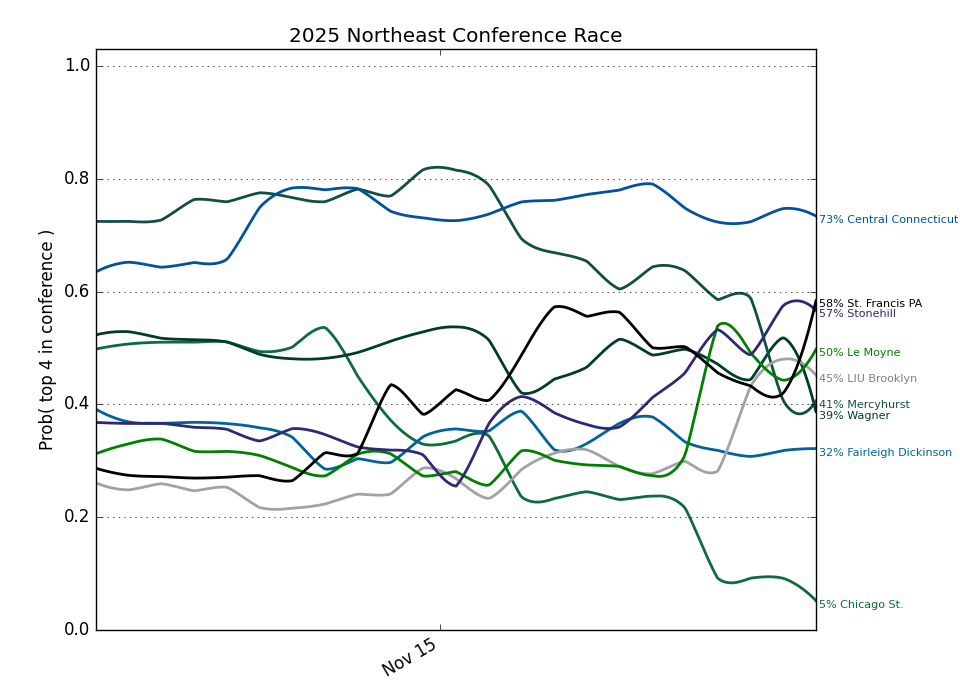 2025 Northeast Conference Race
Prob( top 4 in conference )
1.0
0.8
0.6
0.4
0.2
0.0
Nov 15
73% Central Connecticut
58% St. Francis PA
57% Stonehill
50% Le Moyne
45% LIU Brooklyn
41% Mercyhurst
39% Wagner
32% Fairleigh Dickinson
5% Chicago St.